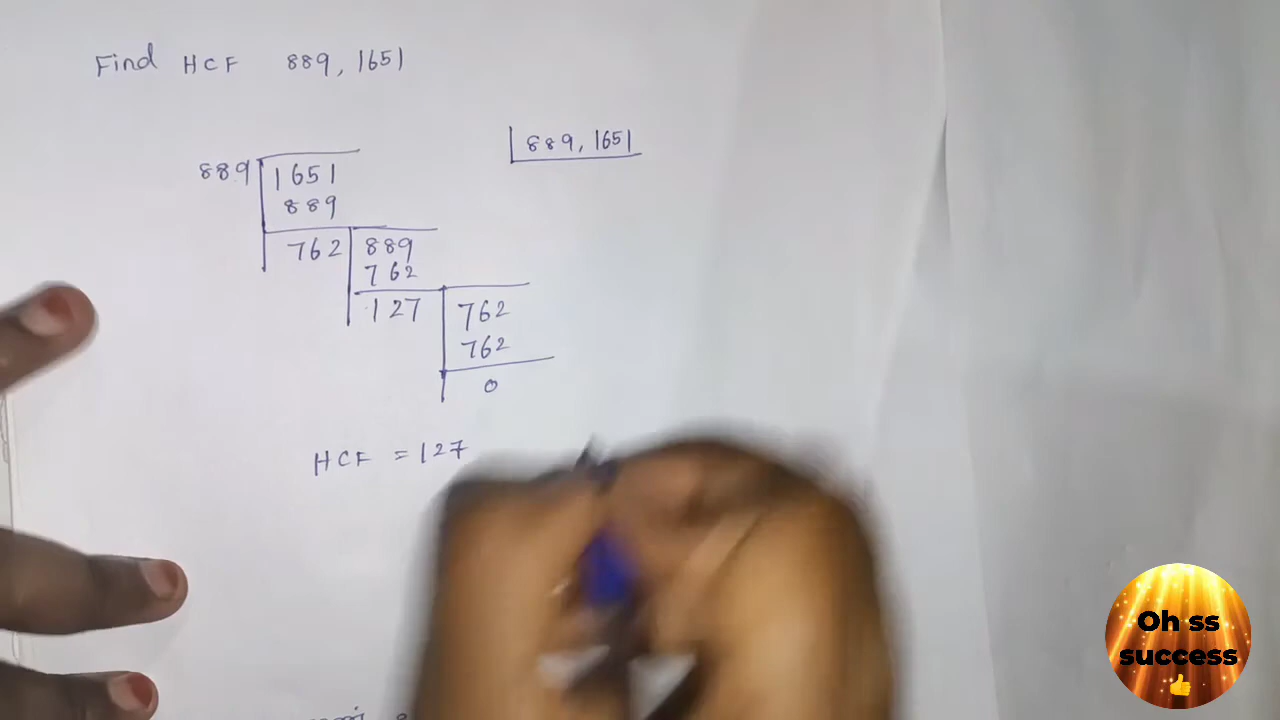 Find HCF 889, 1651
889, 1651
889 1651
889
762 889
762
127 762
762
0
HCF = 127
Oh ss
success